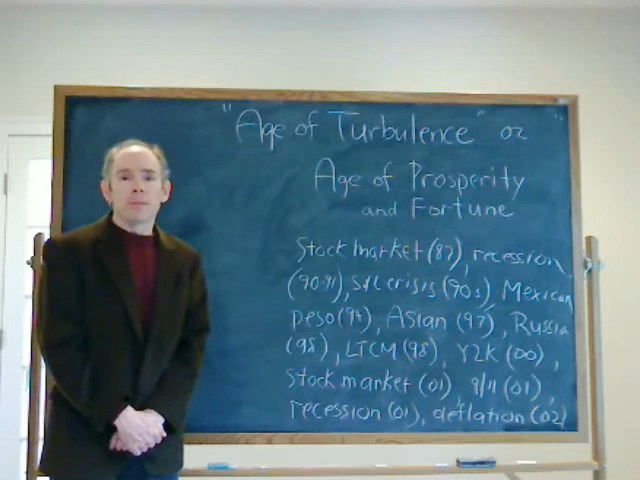 "Age of Turbulence" or
Age of Prosperity
and Fortune
Stock market (87), recession
(90-91), S&L crisis (90s), Mexican
peso (94), Asian (97), Russia
(98), LTCM (98), Y2K (00),
stock market (01), 9/11 (01),
recession (01), deflation (02)